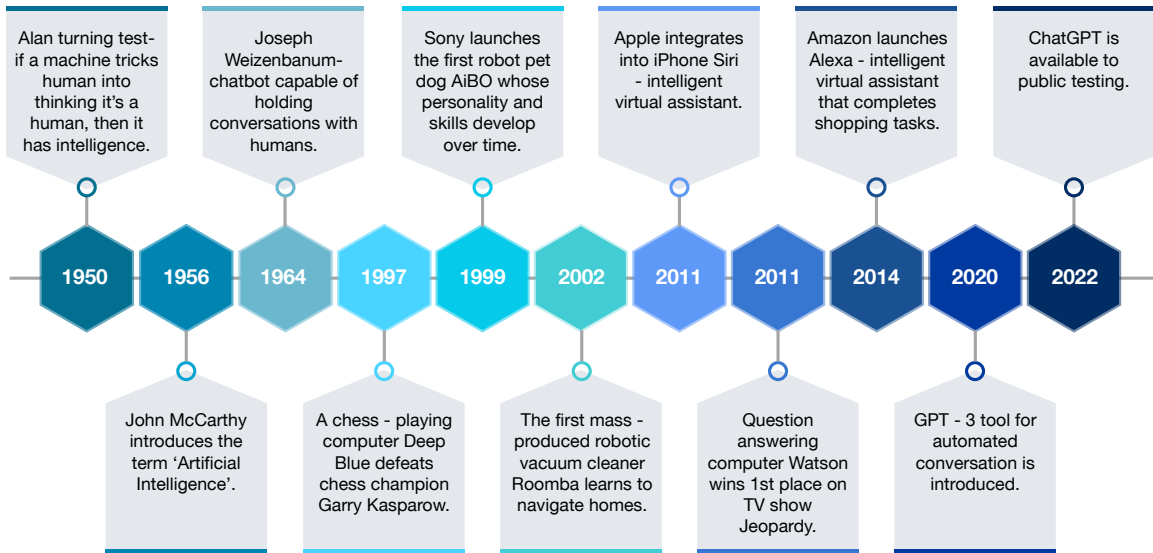 Alan turning test-
if a machine tricks
human into
thinking it's a
human, then it
has intelligence.
Joseph
Weizenbanum-
chatbot capable of
holding
conversations with
humans.
Sony launches
the first robot pet
dog AiBO whose
personality and
skills develop
over time.
Apple integrates
into iPhone Siri
- intelligent
virtual assistant.
Amazon launches
Alexa - intelligent
virtual assistant
that completes
shopping tasks.
ChatGPT is
available to
public testing.
1950
1956
1964
1997
1999
2002
2011
2011
2014
2020
2022
John McCarthy
introduces the
term ‘Artificial
Intelligence’.
A chess - playing
computer Deep
Blue defeats
chess champion
Garry Kasparow.
The first mass -
produced robotic
vacuum cleaner
Roomba learns to
navigate homes.
Question
answering
computer Watson
wins 1st place on
TV show
Jeopardy.
GPT - 3 tool for
automated
conversation is
introduced.